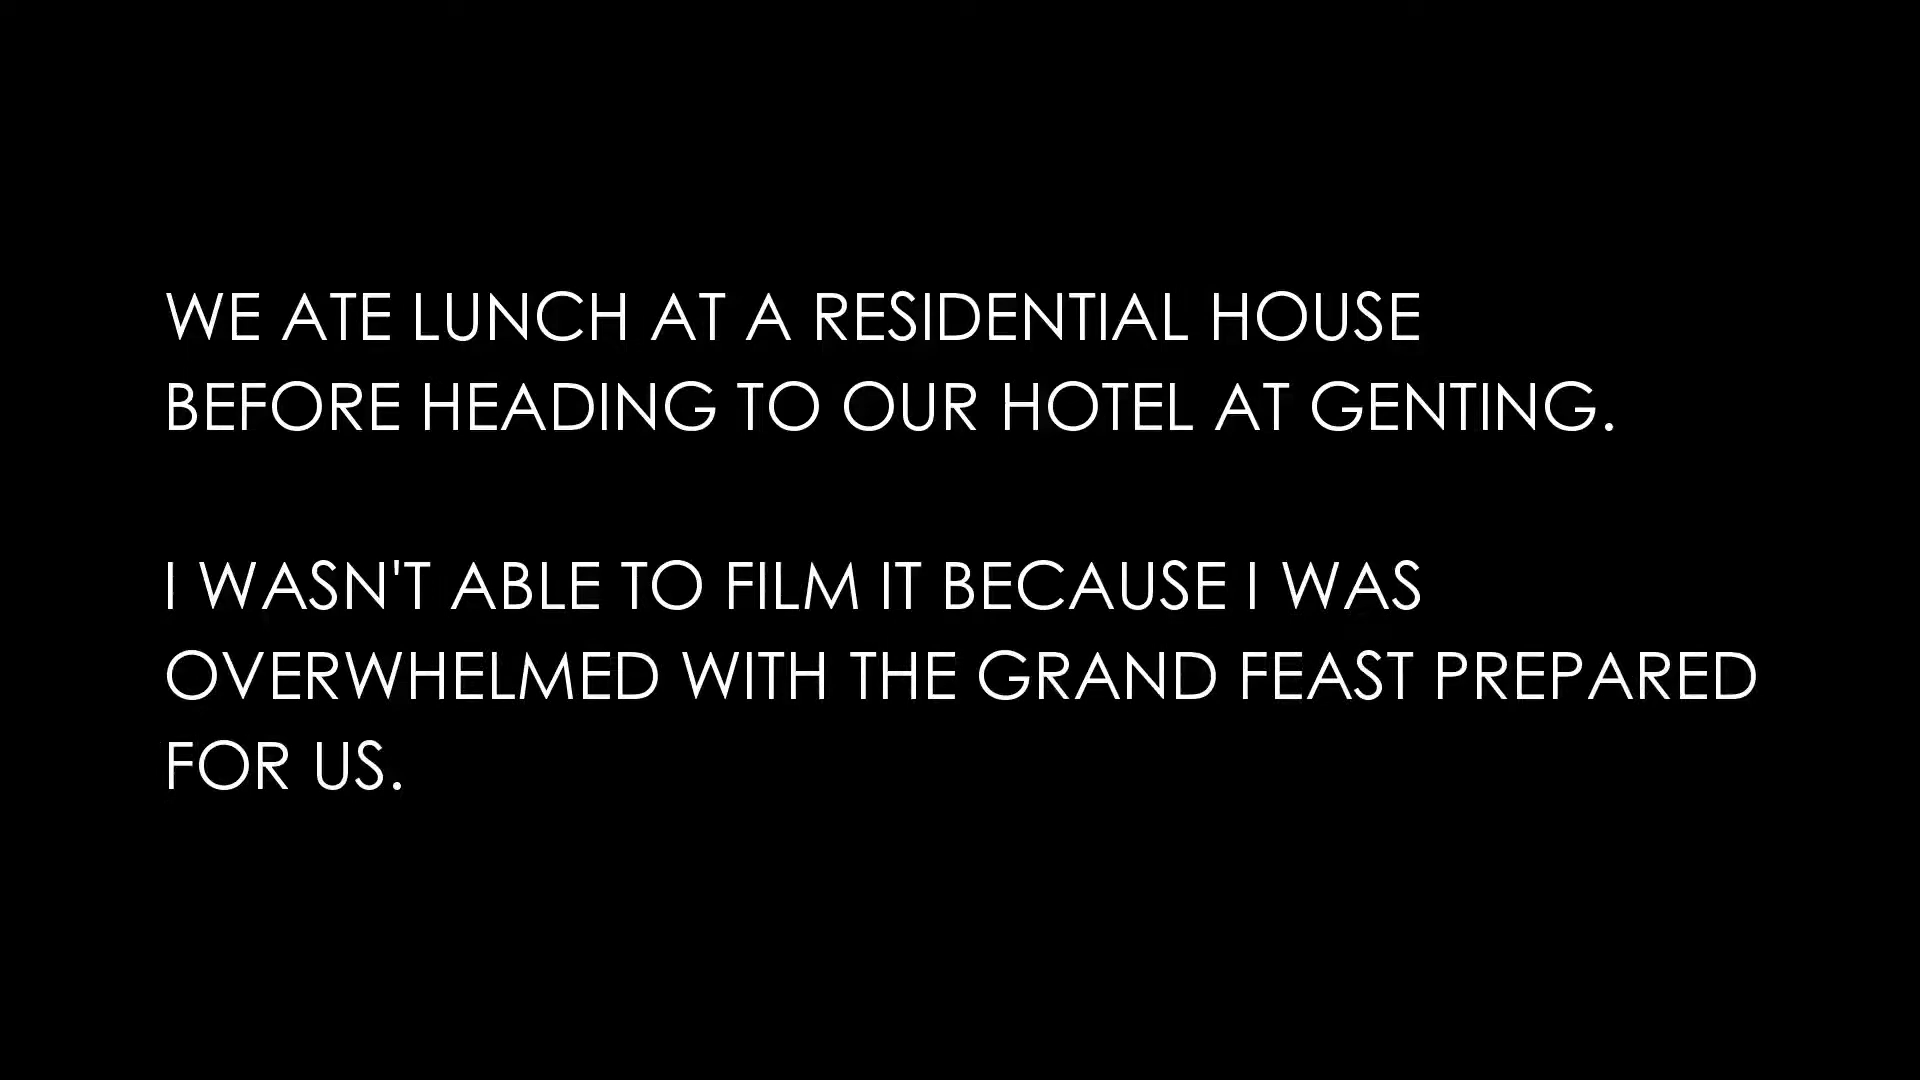 WE ATE LUNCH AT A RESIDENTIAL HOUSE
BEFORE HEADING TO OUR HOTEL AT GENTING.
I WASN'T ABLE TO FILM IT BECAUSE I WAS
OVERWHELMED WITH THE GRAND FEAST PREPARED
FOR US.